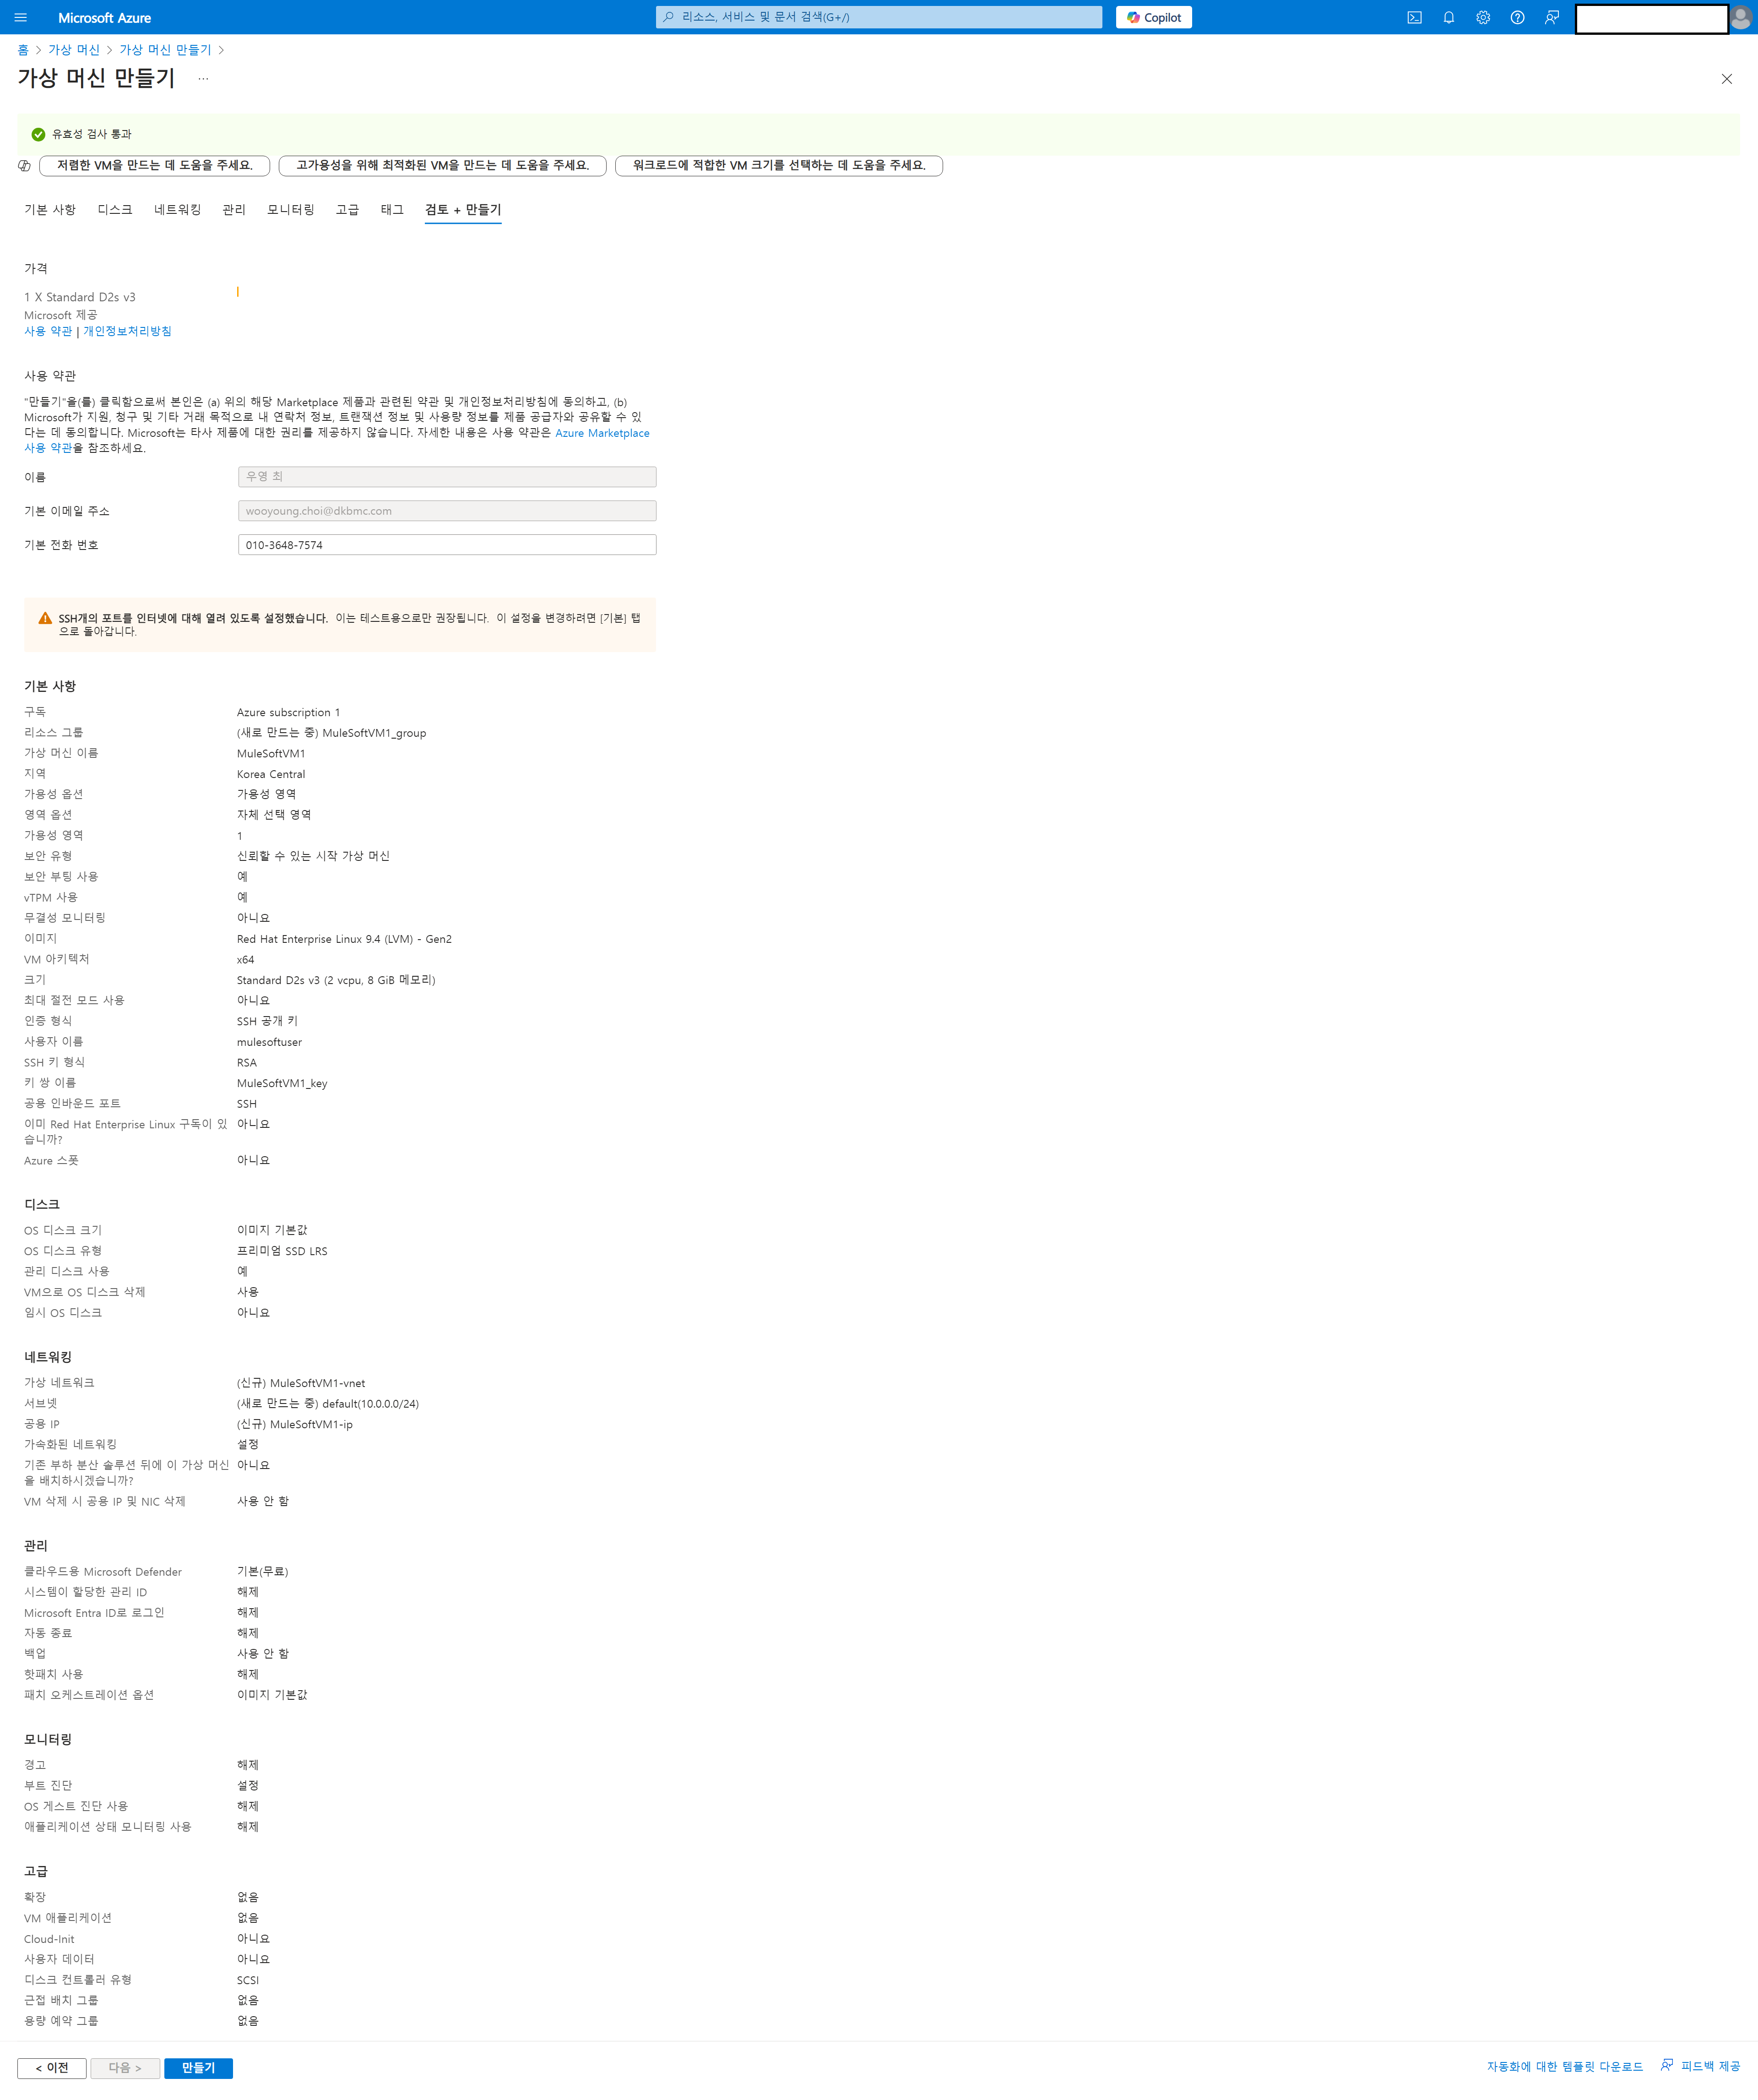 Microsoft Azure
리소스, 서비스 및 문서 검색(G+/)
Copilot
홈 > 가상 머신 > 가상 머신 만들기 >
가상 머신 만들기 ...
유효성 검사 통과
저렴한 VM을 만드는 데 도움을 주세요.
고가용성을 위해 최적화된 VM을 만드는 데 도움을 주세요.
워크로드에 적합한 VM 크기를 선택하는 데 도움을 주세요.
기본 사항 디스크 네트워킹 관리 모니터링 고급 태그 검토 + 만들기
가격
1 X Standard D2s v3
Microsoft 제공
사용 약관 | 개인정보처리방침
사용 약관
"만들기"을(를) 클릭함으로써 본인은 (a) 위의 해당 Marketplace 제품과 관련된 약관 및 개인정보처리방침에 동의하고, (b)
Microsoft가 지원, 청구 및 기타 거래 목적으로 내 연락처 정보, 트랜잭션 정보 및 사용량 정보를 제품 공급자와 공유할 수 있
다는 데 동의합니다. Microsoft는 타사 제품에 대한 권리를 제공하지 않습니다. 자세한 내용은 사용 약관은 Azure Marketplace
사용 약관을 참조하세요.
이름 우영 최
기본 이메일 주소 wooyoung.choi@dkbmc.com
기본 전화 번호 010-3648-7574
SSH개의 포트를 인터넷에 대해 열려 있도록 설정했습니다. 이는 테스트용으로만 권장됩니다. 이 설정을 변경하려면 [기본] 탭
으로 돌아갑니다.
기본 사항
구독 Azure subscription 1
리소스 그룹 (새로 만드는 중) MuleSoftVM1_group
가상 머신 이름 MuleSoftVM1
지역 Korea Central
가용성 옵션 가용성 영역
영역 옵션 자체 선택 영역
가용성 영역 1
보안 유형 신뢰할 수 있는 시작 가상 머신
보안 부팅 사용 예
vTPM 사용 예
무결성 모니터링 아니요
이미지 Red Hat Enterprise Linux 9.4 (LVM) - Gen2
VM 아키텍처 x64
크기 Standard D2s v3 (2 vcpu, 8 GiB 메모리)
최대 절전 모드 사용 아니요
인증 형식 SSH 공개 키
사용자 이름 mulesoftuser
SSH 키 형식 RSA
키 쌍 이름 MuleSoftVM1_key
공용 인바운드 포트 SSH
이미 Red Hat Enterprise Linux 구독이 있 아니요
습니까?
Azure 스폿 아니요
디스크
OS 디스크 크기 이미지 기본값
OS 디스크 유형 프리미엄 SSD LRS
관리 디스크 사용 예
VM으로 OS 디스크 삭제 사용
임시 OS 디스크 아니요
네트워킹
가상 네트워크 (신규) MuleSoftVM1-vnet
서브넷 (새로 만드는 중) default(10.0.0.0/24)
공용 IP (신규) MuleSoftVM1-ip
가속화된 네트워킹 설정
기존 부하 분산 솔루션 뒤에 이 가상 머신 아니요
을 배치하시겠습니까?
VM 삭제 시 공용 IP 및 NIC 삭제 사용 안 함
관리
클라우드용 Microsoft Defender 기본(무료)
시스템이 할당한 관리 ID 해제
Microsoft Entra ID로 로그인 해제
자동 종료 해제
백업 사용 안 함
핫패치 사용 해제
패치 오케스트레이션 옵션 이미지 기본값
모니터링
경고 해제
부트 진단 설정
OS 게스트 진단 사용 해제
애플리케이션 상태 모니터링 사용 해제
고급
확장 없음
VM 애플리케이션 없음
Cloud-Init 아니요
사용자 데이터 아니요
디스크 컨트롤러 유형 SCSI
근접 배치 그룹 없음
용량 예약 그룹 없음
< 이전 다음 > 만들기 자동화에 대한 템플릿 다운로드 피드백 제공